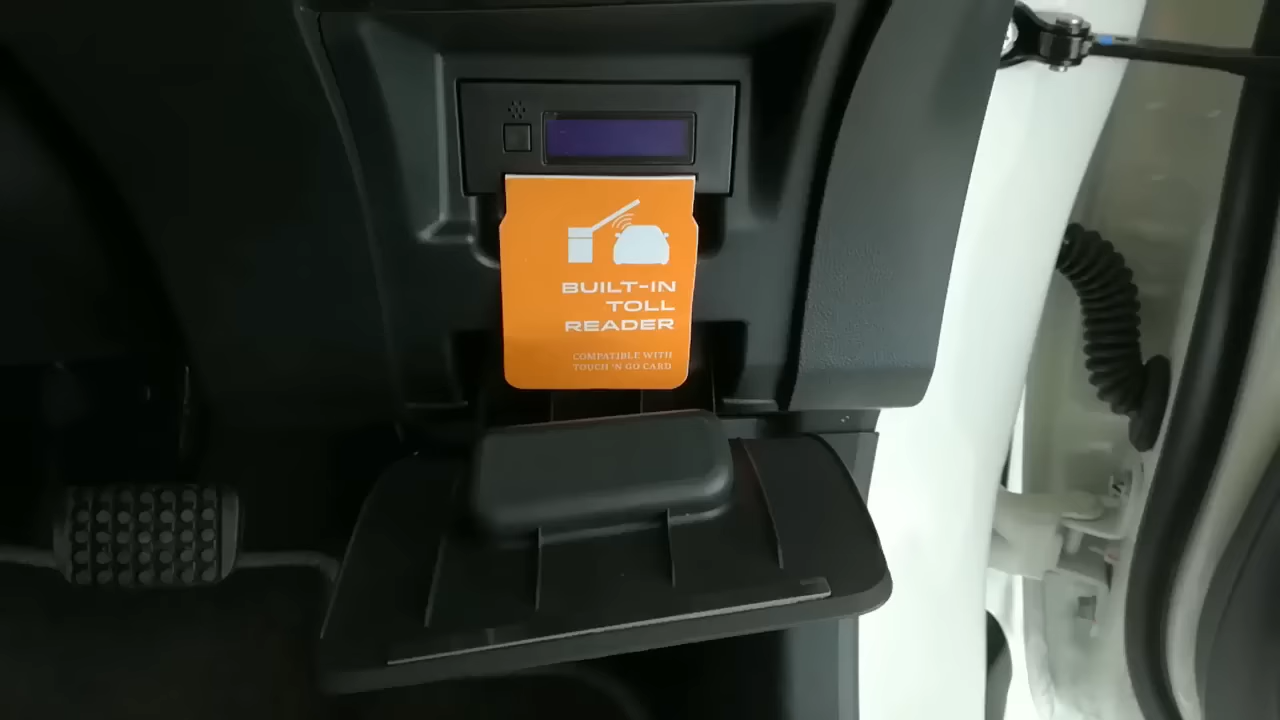 BUILT-IN
TOLL
READER
COMPATIBLE WITH
TOUCH 'N GO CARD